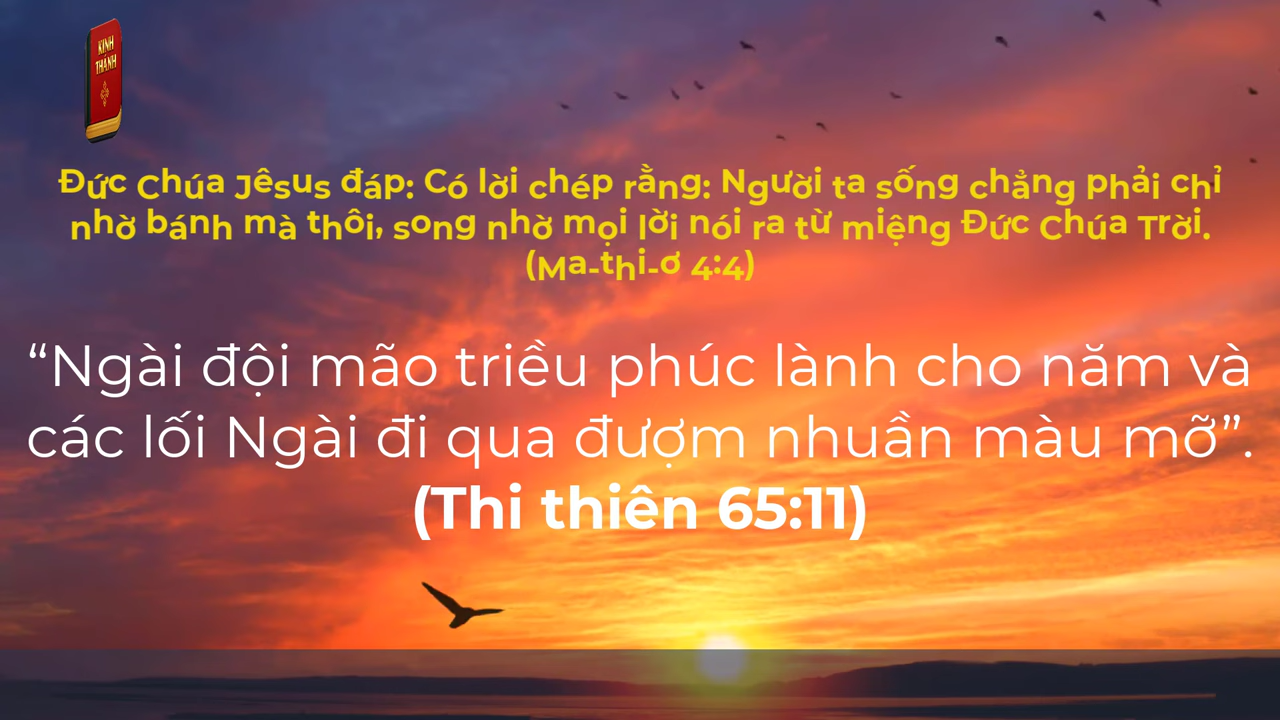 KINH
THÁNH
Đức Chúa Jêsus đáp: Có lời chép rằng: Người ta sống chẳng phải chỉ
nhờ bánh mà thôi, song nhờ mọi lời nói ra từ miệng Đức Chúa Trời.
(Ma-thi-ơ 4:4)
“Ngài đội mão triều phúc lành cho năm và
các lối Ngài đi qua đượm nhuần màu mỡ”.
(Thi thiên 65:11)